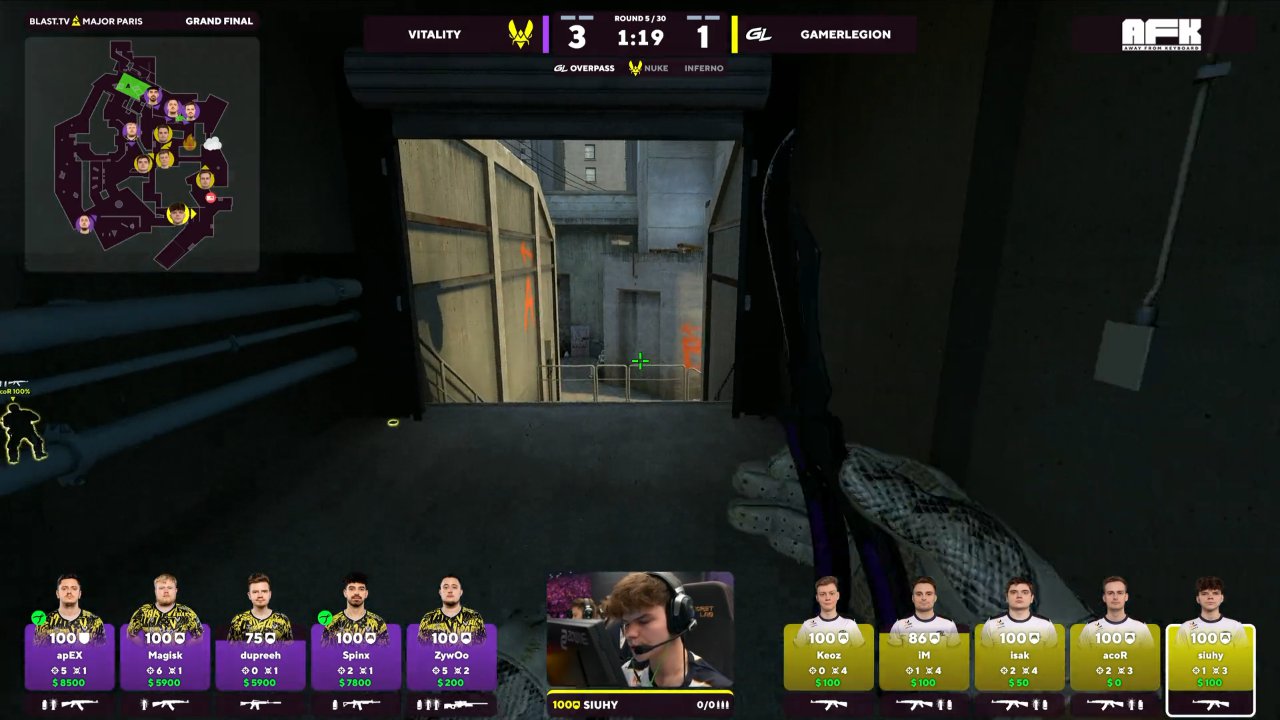 BLAST.TV MAJOR PARIS
GRAND FINAL
VITALITY
3
ROUND 5 / 30
1:19
1
GL
GAMERLEGION
AFK
AWAY FROM KEYBOARD
GL OVERPASS
NUKE
INFERNO
A
coR 100%
100
apEX
5 1
$8500
100
Magisk
6 1
$5900
75
dupreeh
0 1
$5900
100
Spinx
2 1
$7800
100
ZywOo
5 2
$200
100 SIUHY
0/0
100
Keoz
0 4
$100
86
iM
1 4
$100
100
isak
2 4
$50
100
acoR
2 3
$0
100
siuhy
1 3
$100